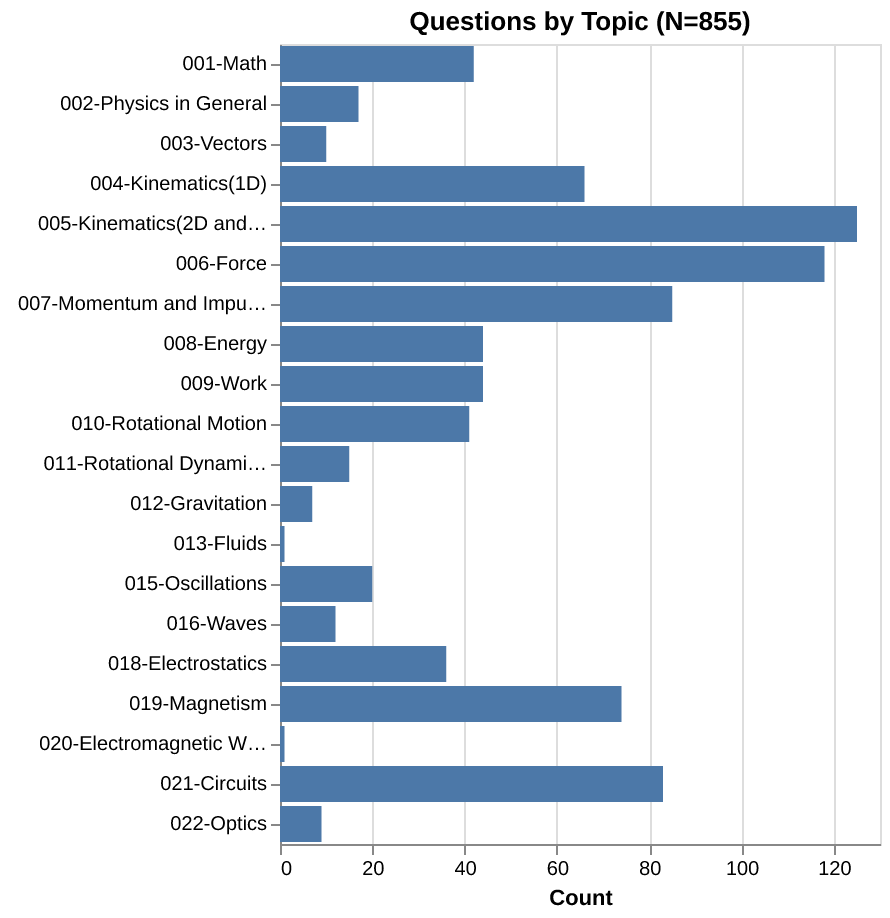 Questions by Topic (N=855)
001-Math
002-Physics in General
003-Vectors
004-Kinematics(1D)
005-Kinematics(2D and…
006-Force
007-Momentum and Impu…
008-Energy
009-Work
010-Rotational Motion
011-Rotational Dynami…
012-Gravitation
013-Fluids
015-Oscillations
016-Waves
018-Electrostatics
019-Magnetism
020-Electromagnetic W…
021-Circuits
022-Optics
0 20 40 60 80 100 120
Count